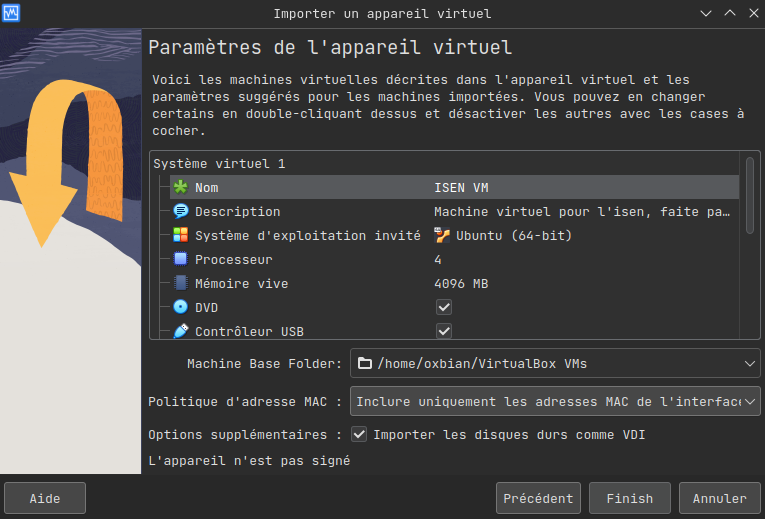 Importer un appareil virtuel
Paramètres de l'appareil virtuel
Voici les machines virtuelles décrites dans l'appareil virtuel et les
paramètres suggérés pour les machines importées. Vous pouvez en changer
certains en double-cliquant dessus et désactiver les autres avec les cases à
cocher.
Système virtuel 1
Nom ISEN VM
Description Machine virtuel pour l'isen, faite pa…
Système d'exploitation invité Ubuntu (64-bit)
Processeur 4
Mémoire vive 4096 MB
DVD
Contrôleur USB
Machine Base Folder: /home/oxbian/VirtualBox VMs
Politique d'adresse MAC : Inclure uniquement les adresses MAC de l'interface
Options supplémentaires : Importer les disques durs comme VDI
L'appareil n'est pas signé
Aide Précédent Finish Annuler